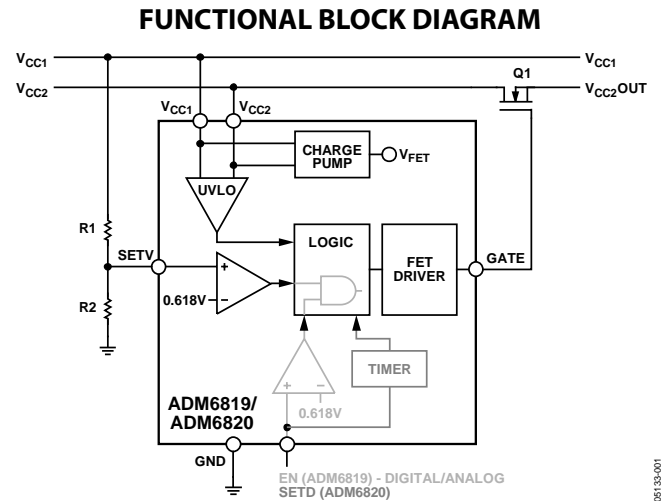 FUNCTIONAL BLOCK DIAGRAM
VCC1
VCC1
VCC2
Q1
VCC2OUT
VCC1
VCC2
CHARGE
PUMP
VFET
UVLO
R1
SETV
LOGIC
FET
DRIVER
GATE
+
–
0.618V
R2
TIMER
+
–
0.618V
ADM6819/
ADM6820
GND
EN (ADM6819) - DIGITAL/ANALOG
SETD (ADM6820)
05133-001